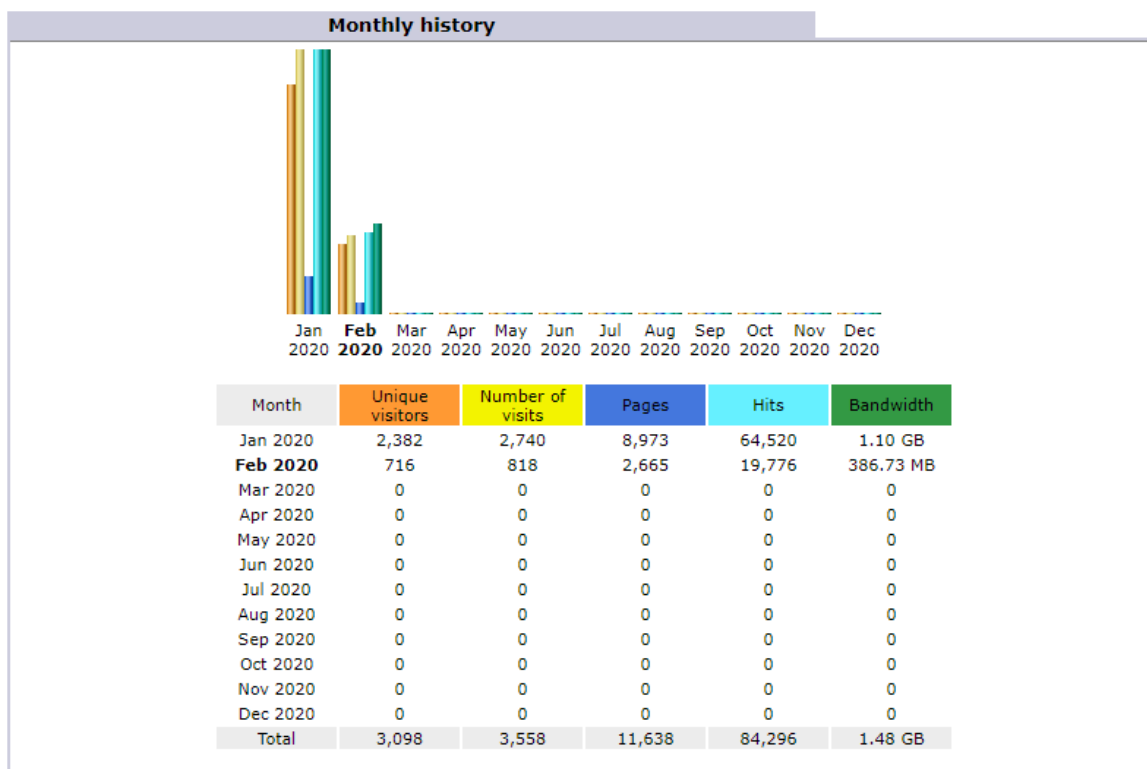 Monthly history
Jan Feb Mar Apr May Jun Jul Aug Sep Oct Nov Dec
2020 2020 2020 2020 2020 2020 2020 2020 2020 2020 2020 2020
Month Unique visitors Number of visits Pages Hits Bandwidth
Jan 2020 2,382 2,740 8,973 64,520 1.10 GB
Feb 2020 716 818 2,665 19,776 386.73 MB
Mar 2020 0 0 0 0 0
Apr 2020 0 0 0 0 0
May 2020 0 0 0 0 0
Jun 2020 0 0 0 0 0
Jul 2020 0 0 0 0 0
Aug 2020 0 0 0 0 0
Sep 2020 0 0 0 0 0
Oct 2020 0 0 0 0 0
Nov 2020 0 0 0 0 0
Dec 2020 0 0 0 0 0
Total 3,098 3,558 11,638 84,296 1.48 GB